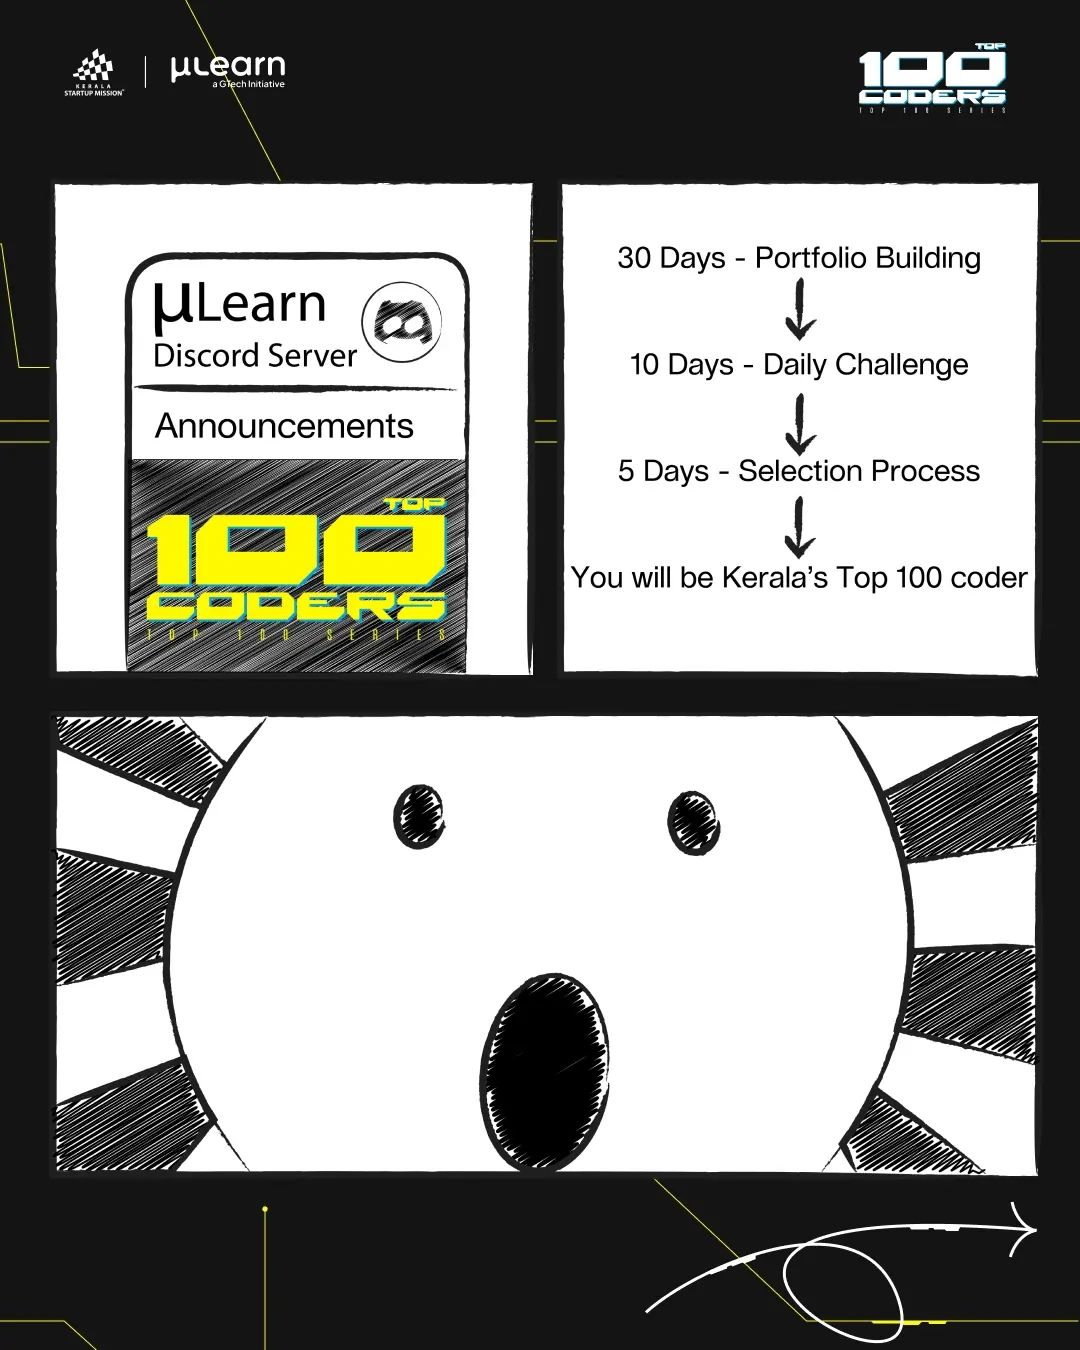 KERALA
STARTUP MISSION
µLearn
a GTech Initiative
TOP
100
CODERS
TOP 100 SERIES
µLearn
Discord Server
Announcements
TOP
100
CODERS
TOP 100 SERIES
30 Days - Portfolio Building
10 Days - Daily Challenge
5 Days - Selection Process
You will be Kerala's Top 100 coder